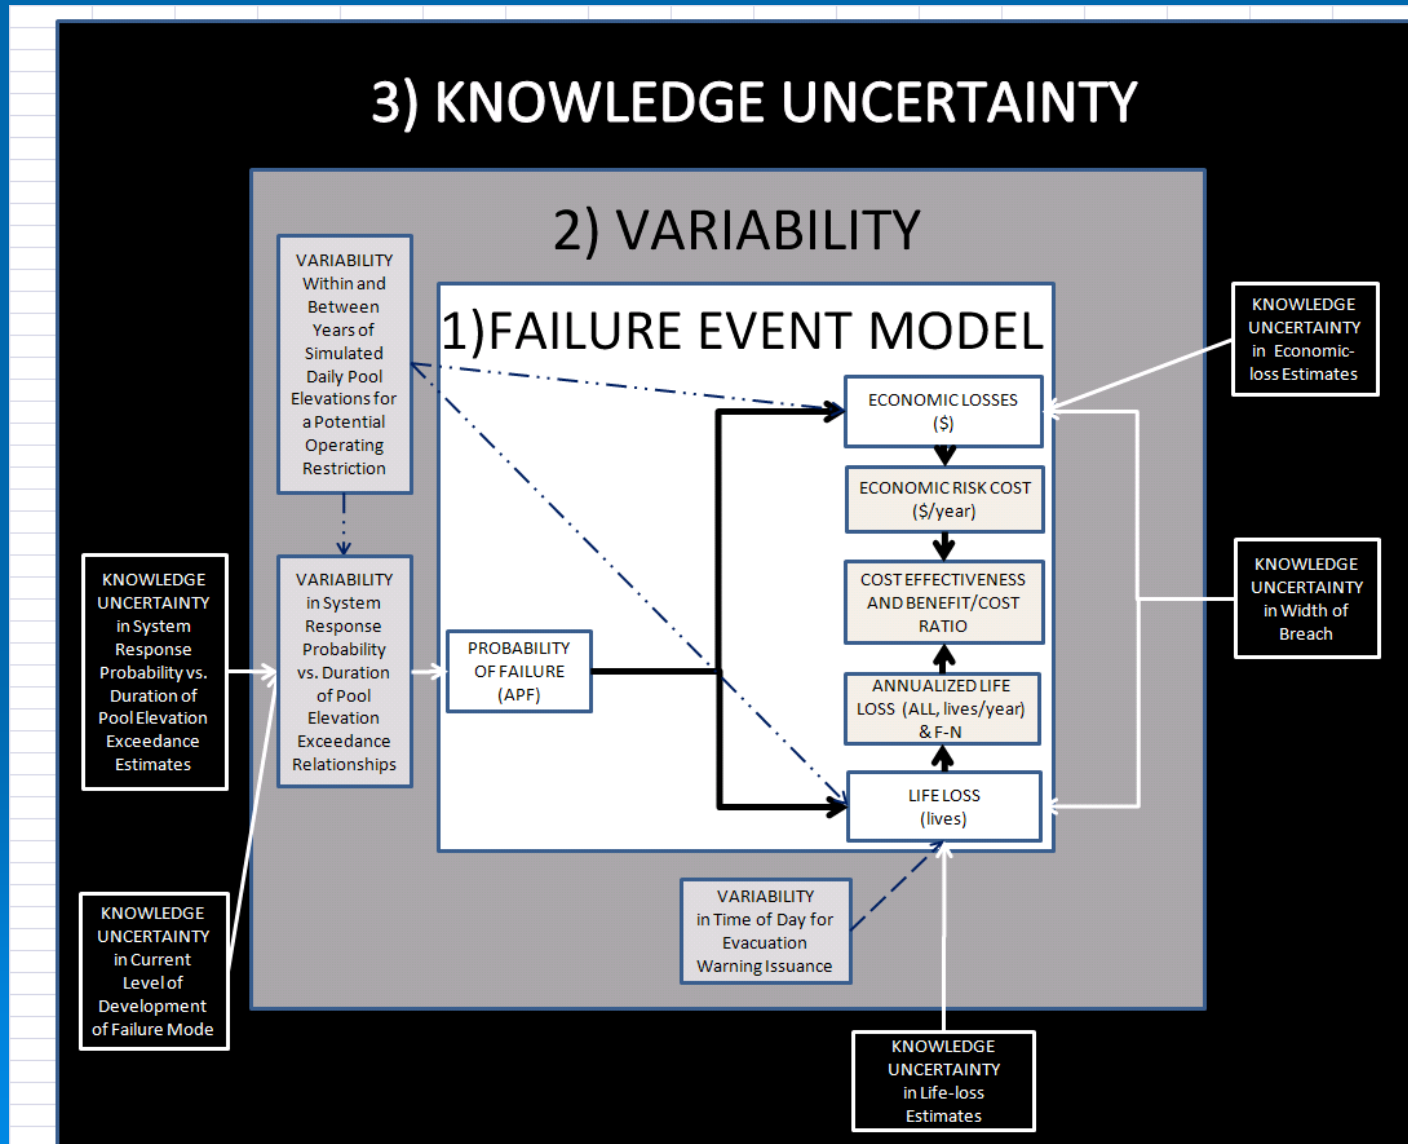 3) KNOWLEDGE UNCERTAINTY
2) VARIABILITY
VARIABILITY
Within and
Between
Years of
Simulated
Daily Pool
Elevations for
a Potential
Operating
Restriction
1)FAILURE EVENT MODEL
KNOWLEDGE
UNCERTAINTY
in Economic-
loss Estimates
ECONOMIC LOSSES
($)
ECONOMIC RISK COST
($/year)
COST EFFECTIVENESS
AND BENEFIT/COST
RATIO
ANNUALIZED LIFE
LOSS (ALL, lives/year)
& F-N
LIFE LOSS
(lives)
KNOWLEDGE
UNCERTAINTY
in Width of
Breach
KNOWLEDGE
UNCERTAINTY
in System
Response
Probability vs.
Duration of
Pool Elevation
Exceedance
Estimates
VARIABILITY
in System
Response
Probability
vs. Duration
of Pool
Elevation
Exceedance
Relationships
PROBABILITY
OF FAILURE
(APF)
KNOWLEDGE
UNCERTAINTY
in Current
Level of
Development
of Failure Mode
VARIABILITY
in Time of Day for
Evacuation
Warning Issuance
KNOWLEDGE
UNCERTAINTY
in Life-loss
Estimates